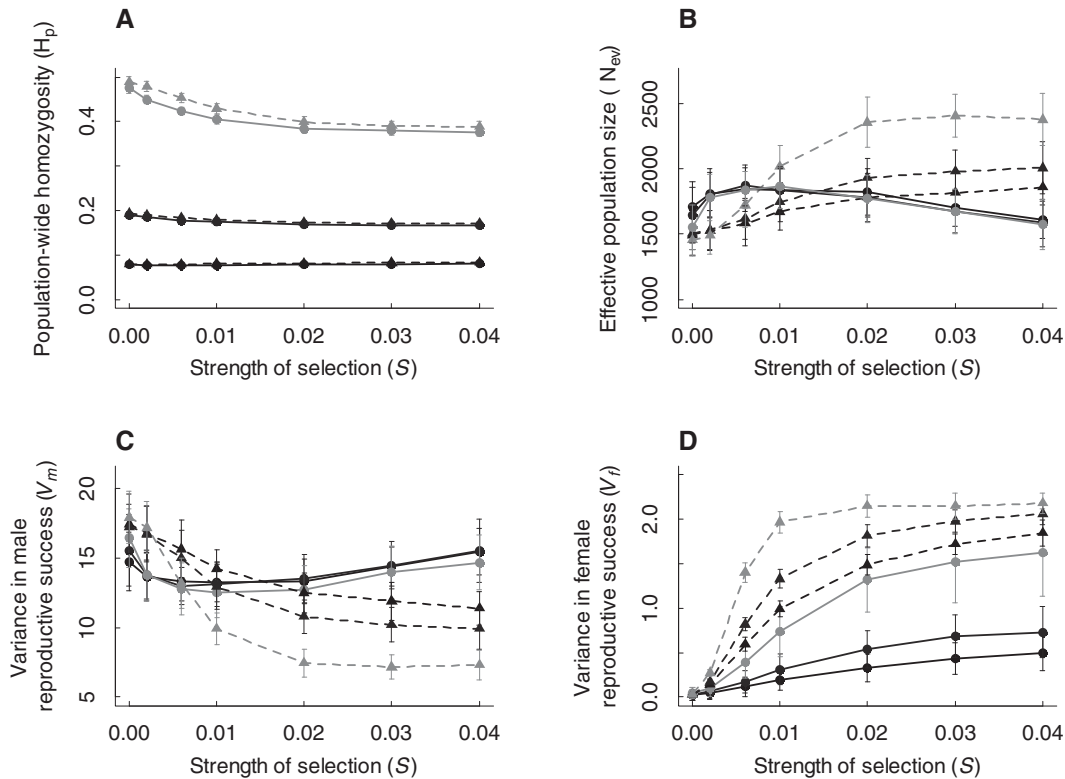 A
Population-wide homozygosity (Hp)
0.0 0.2 0.4
0.00 0.01 0.02 0.03 0.04
Strength of selection (S)
B
Effective population size ( Nev)
1000 1500 2000 2500
0.00 0.01 0.02 0.03 0.04
Strength of selection (S)
C
Variance in male
reproductive success (Vm)
20
15
10
5
0.00 0.01 0.02 0.03 0.04
Strength of selection (S)
D
Variance in female
reproductive success (Vf)
0.0 1.0 2.0
0.00 0.01 0.02 0.03 0.04
Strength of selection (S)